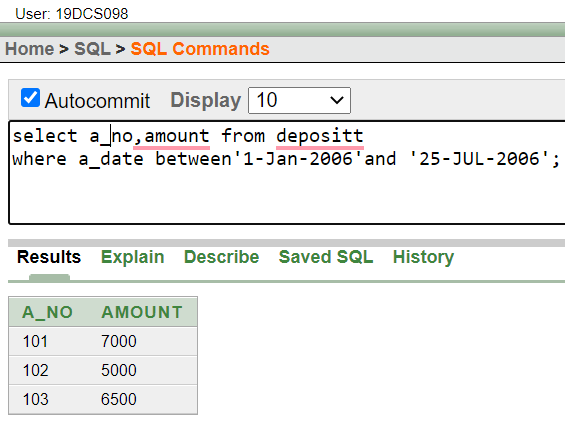 User: 19DCS098
Home > SQL > SQL Commands
Autocommit Display 10
select a_no,amount from depositt
where a_date between'1-Jan-2006'and '25-JUL-2006';
Results Explain Describe Saved SQL History
A_NO AMOUNT
101 7000
102 5000
103 6500